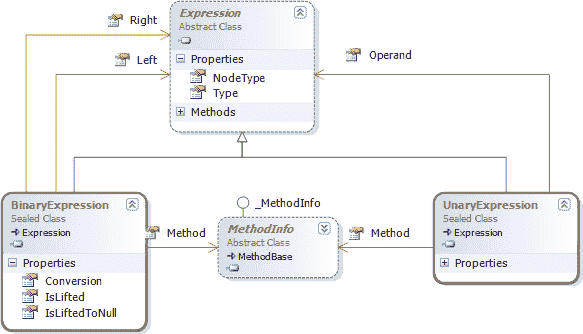 Right
Left
Expression
Abstract Class
Properties
NodeType
Type
Methods
Operand
BinaryExpression
Sealed Class
Expression
Properties
Conversion
IsLifted
IsLiftedToNull
Method
_MethodInfo
MethodInfo
Abstract Class
MethodBase
Method
UnaryExpression
Sealed Class
Expression
Properties